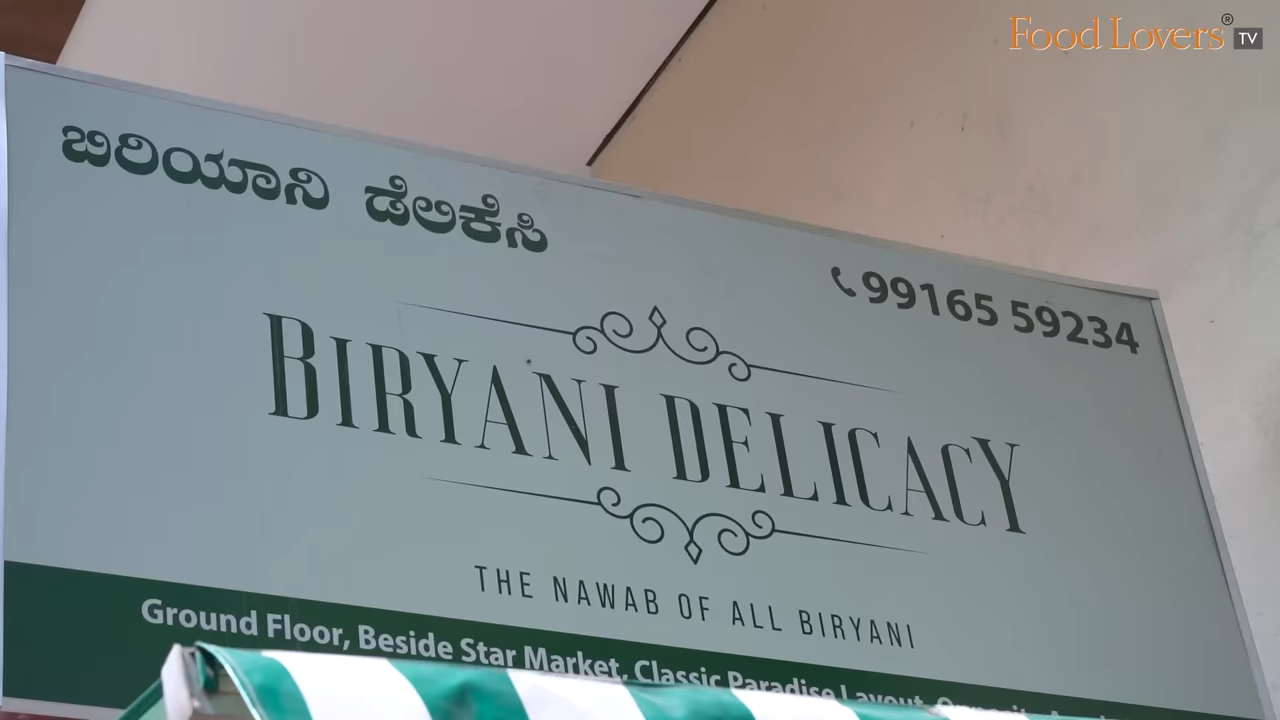 Food Lovers® TV
ಬಿರಿಯಾನಿ ಡೆಲಿಕೆಸಿ
99165 59234
BIRYANI DELICACY
THE NAWAB OF ALL BIRYANI
Ground Floor, Beside Star Market, Classic Paradise Layout,